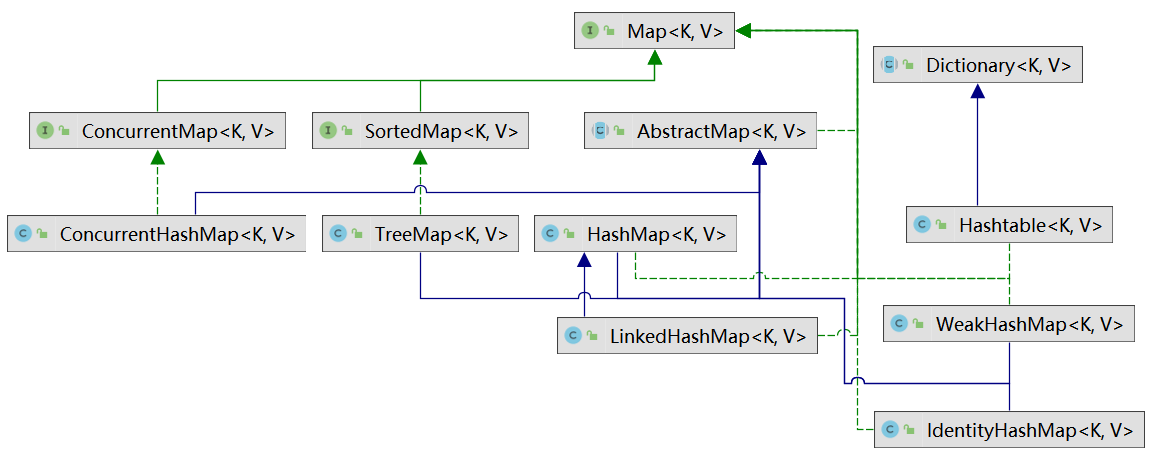 I Map<K, V>
C Dictionary<K, V>
I ConcurrentMap<K, V>
I SortedMap<K, V>
C AbstractMap<K, V>
C ConcurrentHashMap<K, V>
C TreeMap<K, V>
C HashMap<K, V>
C Hashtable<K, V>
C LinkedHashMap<K, V>
C WeakHashMap<K, V>
C IdentityHashMap<K, V>